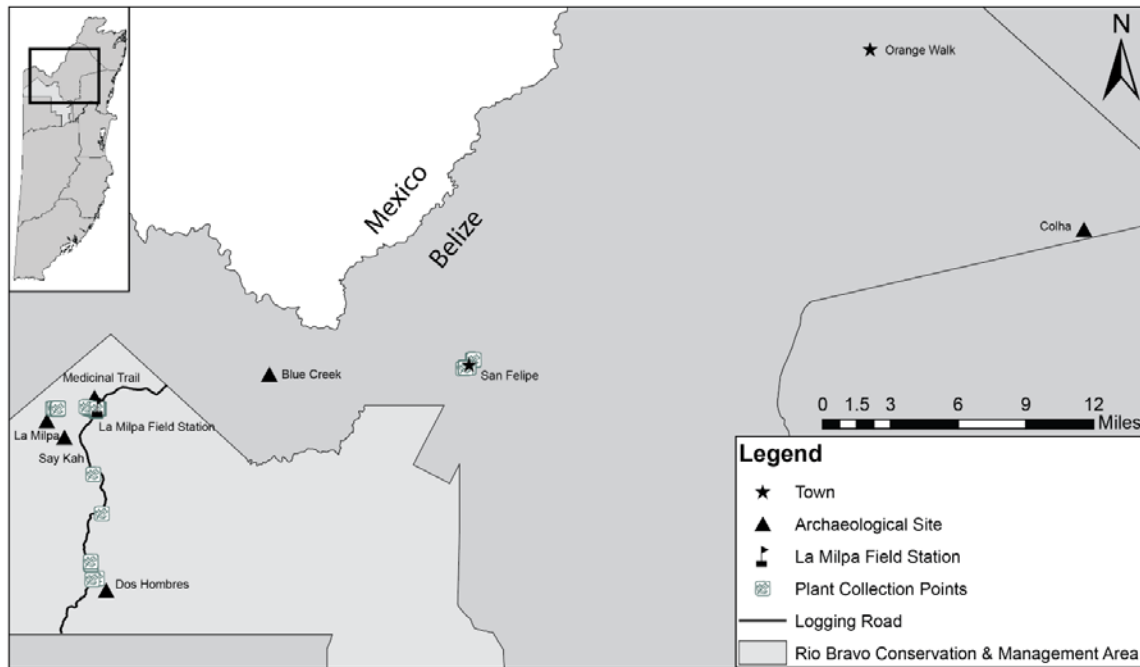 N
Orange Walk
Mexico
Belize
Colha
Medicinal Trail
Blue Creek
San Felipe
La Milpa Field Station
La Milpa
Say Kah
Dos Hombres
0 1.5 3 6 9 12
Miles
Legend
Town
Archaeological Site
La Milpa Field Station
Plant Collection Points
Logging Road
Rio Bravo Conservation & Management Area